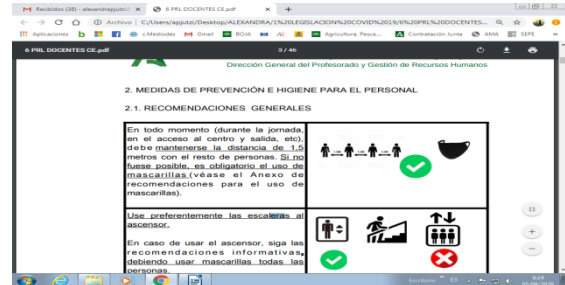 Recibidos (38) - alexandrapjutzi
6 PRL DOCENTES CE.pdf
Archivo | C:/Users/apjutz/Desktop/ALEXANDRA/1%20LEGISLACION%20COVID%2019/6%20PRL%20DOCENTES...
Aplicaciones
c.Mediodes
Gmail
BOJA
Agricultura, Pesca,...
Contratación Junta
AMA
SEPE
6 PRL DOCENTES CE.pdf
3 / 46
Dirección General del Profesorado y Gestión de Recursos Humanos
2. MEDIDAS DE PREVENCIÓN E HIGIENE PARA EL PERSONAL
2.1. RECOMENDACIONES GENERALES
En todo momento (durante la jornada,
en el acceso al centro y salida, etc),
debe mantenerse la distancia de 1,5
metros con el resto de personas. Si no
fuese posible, es obligatorio el uso de
mascarillas (véase el Anexo de
recomendaciones para el uso de
mascarillas).
Use preferentemente las escaleras al
ascensor.
En caso de usar el ascensor, siga las
recomendaciones informativas,
debiendo usar mascarillas todas las
personas.
Escritorio
ES